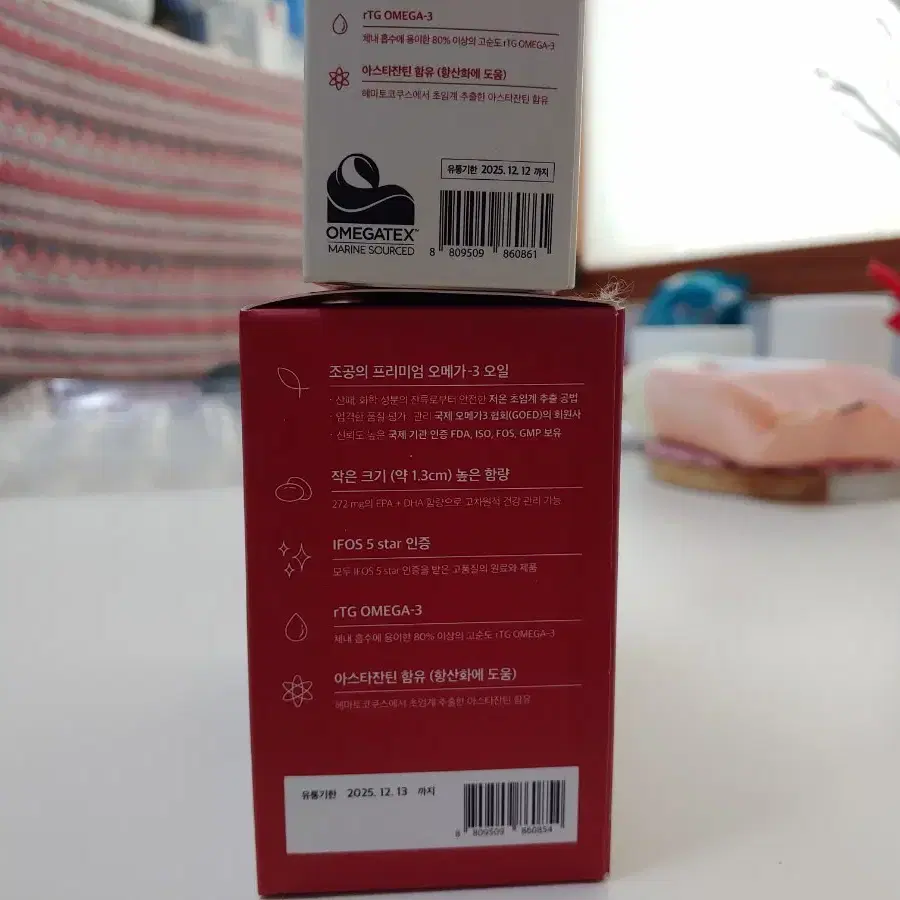 rTG OMEGA-3
체내 흡수에 용이한 80% 이상의 고순도 rTG OMEGA-3
아스타잔틴 함유 (항산화에 도움)
헤마토코쿠스에서 초임계 추출한 아스타잔틴 함유
유통기한 2025. 12. 12 까지
OMEGATEX™
MARINE SOURCED
8 809509 860861
조공의 프리미엄 오메가-3 오일
· 산패, 화학 성분의 잔류로부터 안전한 저온 초임계 추출 공법
· 엄격한 품질 평가 · 관리 국제 오메가3 협회(GOED)의 회원사
· 신뢰도 높은 국제 기관 인증 FDA, ISO, FOS, GMP 보유
작은 크기 (약 1.3cm) 높은 함량
272 mg의 EPA + DHA 함량으로 고차원적 건강 관리 가능
IFOS 5 star 인증
모두 IFOS 5 star 인증을 받은 고품질의 원료와 제품
rTG OMEGA-3
체내 흡수에 용이한 80% 이상의 고순도 rTG OMEGA-3
아스타잔틴 함유 (항산화에 도움)
헤마토코쿠스에서 초임계 추출한 아스타잔틴 함유
유통기한 2025. 12. 13 까지
8 809509 860854